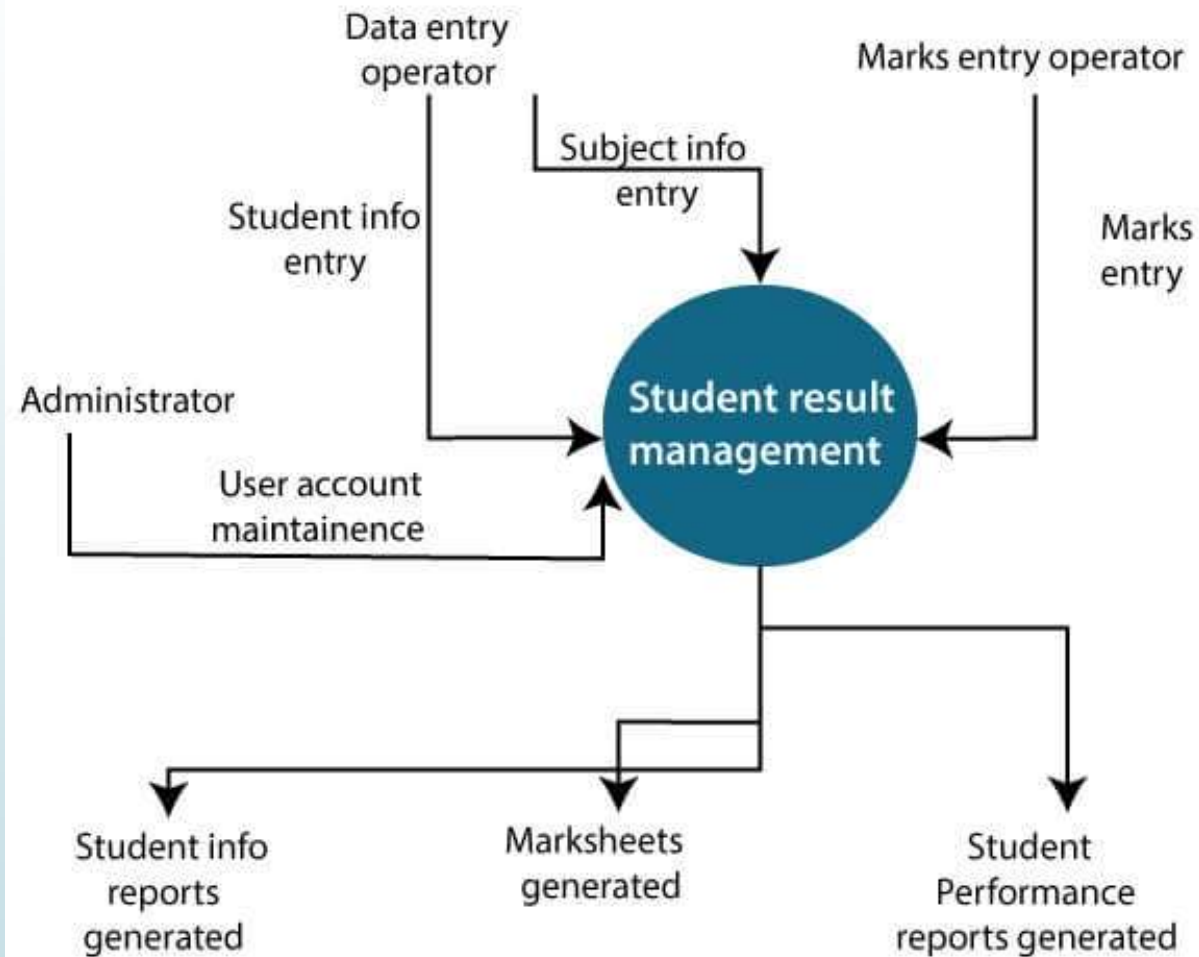 Data entry
operator
Marks entry operator
Subject info
entry
Student info
entry
Marks
entry
Administrator
Student result
management
User account
maintainence
Student info
reports
generated
Marksheets
generated
Student
Performance
reports generated